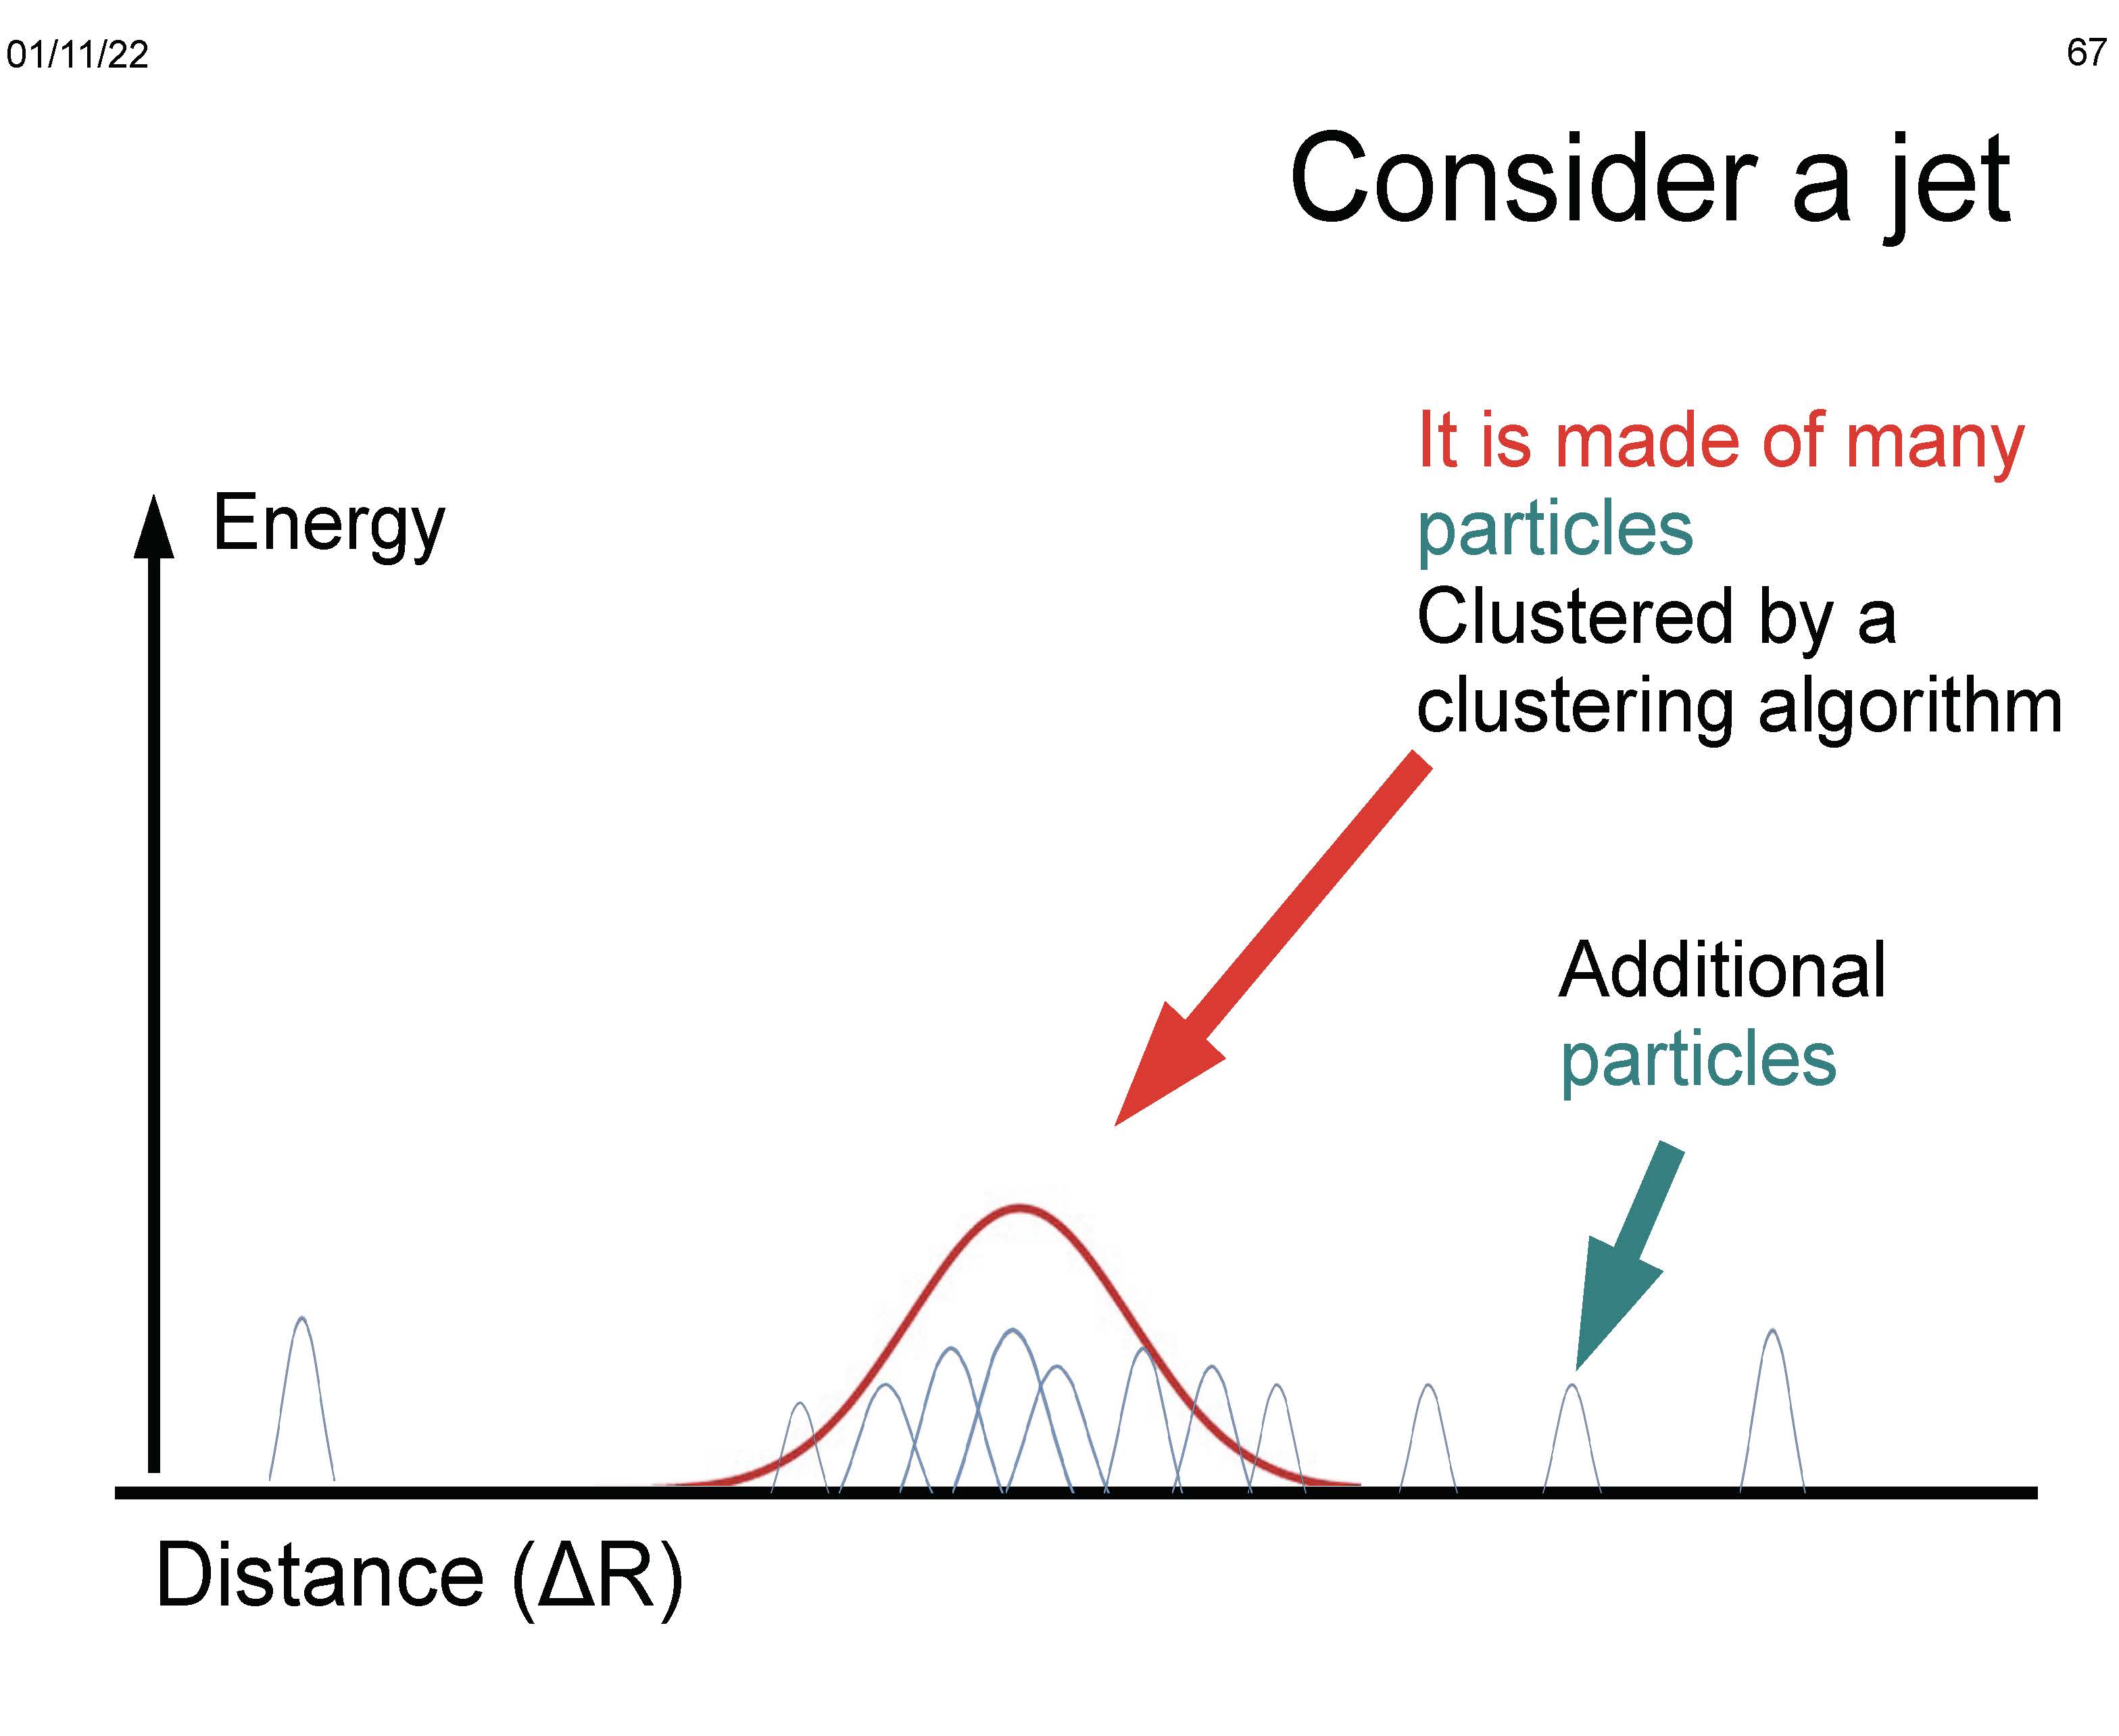 01/11/22
67
Consider a jet
It is made of many
particles
Clustered by a
clustering algorithm
Energy
Additional
particles
Distance (ΔR)